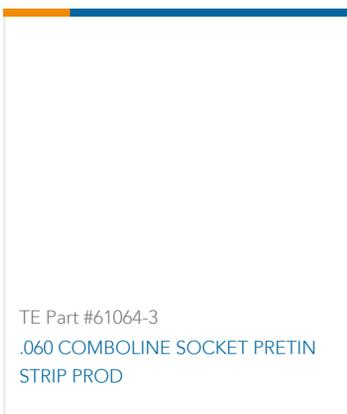 TE Part #61064-3
.060 COMBOLINE SOCKET PRETIN
STRIP PROD